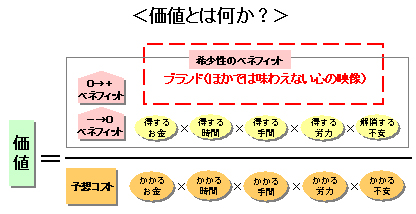 ＜価値とは何か？＞
希少性のベネフィット
ブランド（ほかでは味わえない心の映像）
０→＋
ベネフィット
－→０
ベネフィット
得する
お金
×
得する
時間
×
得する
手間
×
得する
労力
×
解消する
不安
価値
＝
予想コスト
かかる
お金
×
かかる
時間
×
かかる
手間
×
かかる
労力
×
かかる
不安